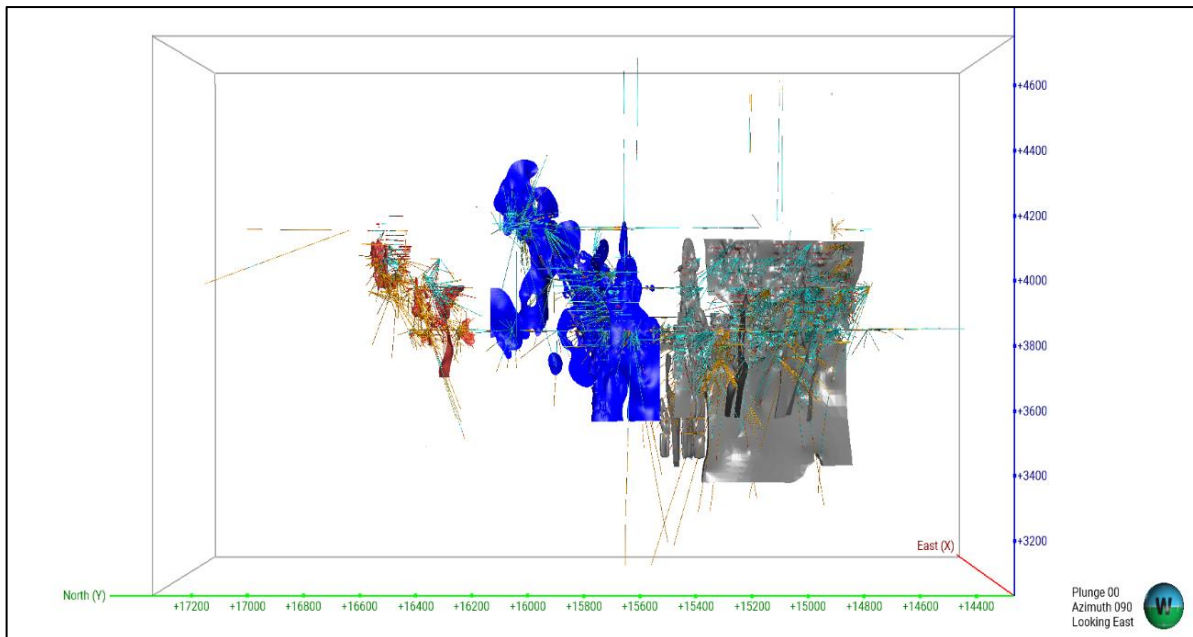 +4600
+4400
+4200
+4000
+3800
+3600
+3400
+3200
East (X)
North (Y)
+17200 +17000 +16800 +16600 +16400 +16200 +16000 +15800 +15600 +15400 +15200 +15000 +14800 +14600 +14400
Plunge 00
Azimuth 090
Looking East
W